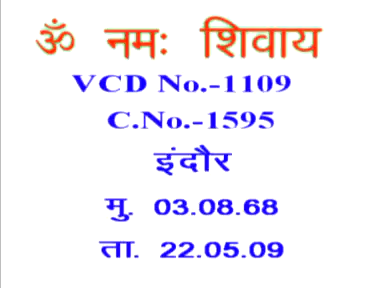 ॐ नमः शिवाय
VCD No.-1109
C.No.-1595
इंदौर
मु. 03.08.68
ता. 22.05.09